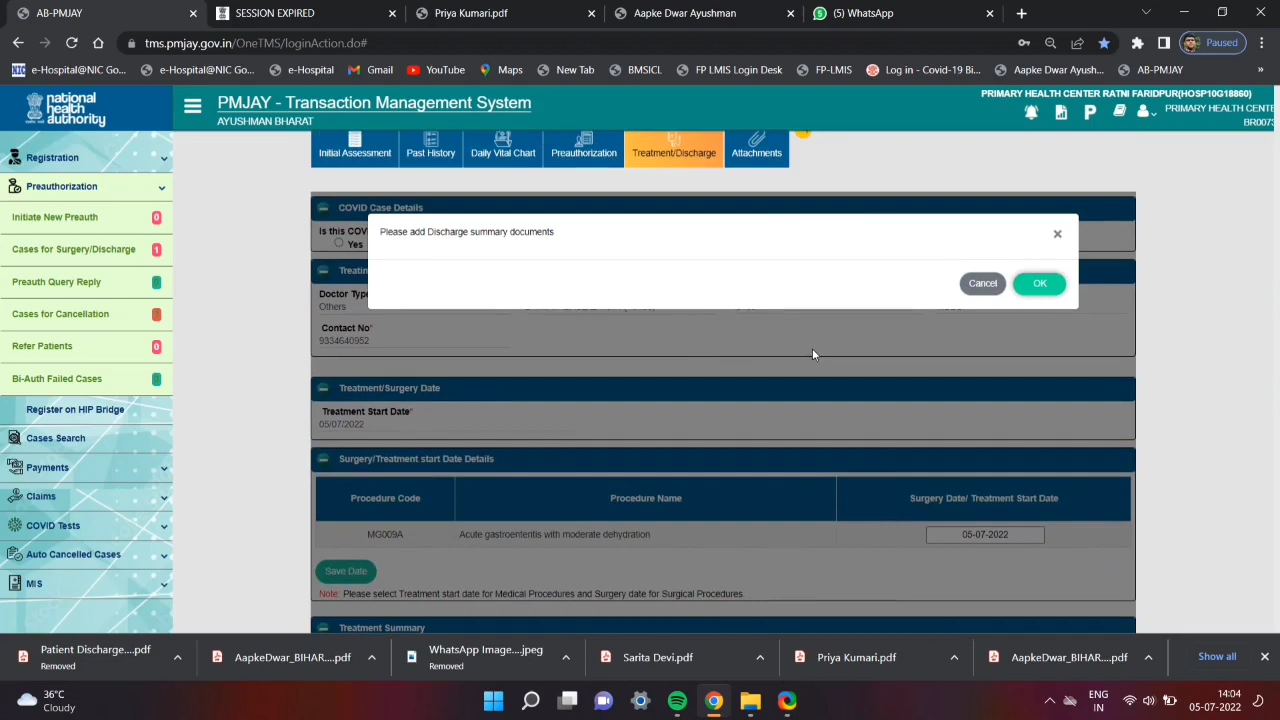 AB-PMJAY
SESSION EXPIRED
Priya Kumari.pdf
Aapke Dwar Ayushman
(5) WhatsApp
tms.pmjay.gov.in/OneTMS/loginAction.do#
Paused
NIC e-Hospital@NIC Go...
e-Hospital@NIC Go...
e-Hospital
Gmail
YouTube
Maps
New Tab
BMSICL
FP LMIS Login Desk
FP-LMIS
Log in - Covid-19 Bi...
Aapke Dwar Ayush...
AB-PMJAY
»
national
health
authority
PMJAY - Transaction Management System
AYUSHMAN BHARAT
PRIMARY HEALTH CENTER RATNI FARIDPUR(HOSP10G18860)
P
PRIMARY HEALTH CENTE
BR0073
Registration
Preauthorization
Initiate New Preauth 0
Cases for Surgery/Discharge 1
Preauth Query Reply
Cases for Cancellation
Refer Patients 0
Bi-Auth Failed Cases
Register on HIP Bridge
Cases Search
Payments
Claims
COVID Tests
Auto Cancelled Cases
MIS
Initial Assessment
Past History
Daily Vital Chart
Preauthorization
Treatment/Discharge
Attachments
COVID Case Details
Is this COV
Yes
Please add Discharge summary documents
×
Cancel
OK
Treatin
Doctor Type
Others
Contact No*
9334640952
Treatment/Surgery Date
Treatment Start Date*
05/07/2022
Surgery/Treatment start Date Details
Procedure Code
Procedure Name
Surgery Date/ Treatment Start Date
MG009A
Acute gastroententis with moderate dehydration
05-07-2022
Save Date
Note: Please select Treatment start date for Medical Procedures and Surgery date for Surgical Procedures.
Treatment Summary
Patient Discharge....pdf
Removed
AapkeDwar_BIHAR....pdf
WhatsApp Image....jpeg
Removed
Sarita Devi.pdf
Priya Kumari.pdf
AapkeDwar_BIHAR....pdf
Show all
36°C
Cloudy
ENG
IN
14:04
05-07-2022